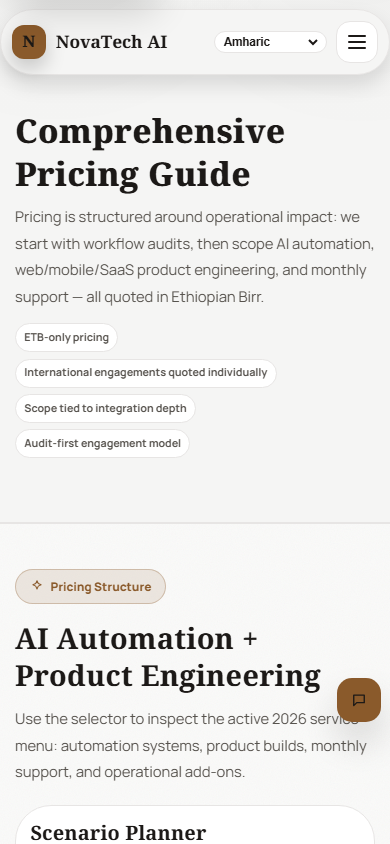 N NovaTech AI Amharic
Comprehensive
Pricing Guide
Pricing is structured around operational impact: we
start with workflow audits, then scope AI automation,
web/mobile/SaaS product engineering, and monthly
support — all quoted in Ethiopian Birr.
ETB-only pricing
International engagements quoted individually
Scope tied to integration depth
Audit-first engagement model
Pricing Structure
AI Automation +
Product Engineering
Use the selector to inspect the active 2026 service
menu: automation systems, product builds, monthly
support, and operational add-ons.
Scenario Planner